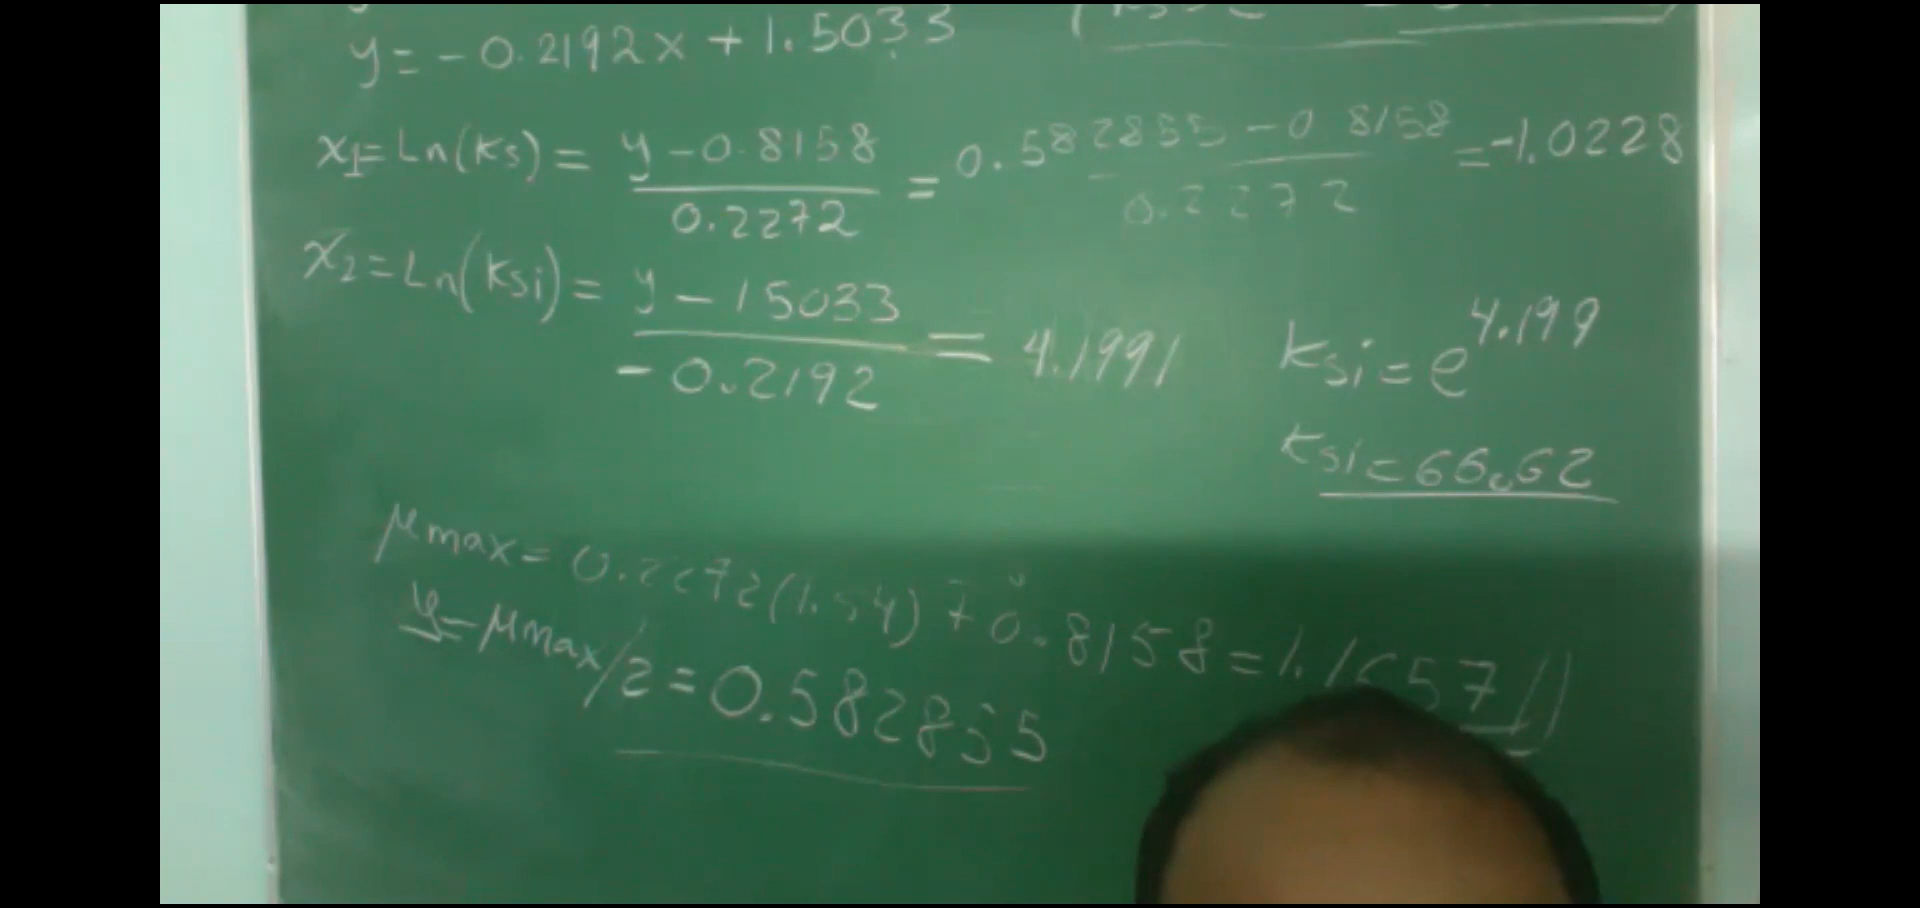 y = -0.2192x + 1.5033
x1 = Ln(Ks) = y - 0.8158 / 0.2272 = 0.582855 - 0.8158 / 0.2272 = -1.0228
x2 = Ln(Ksi) = y - 15033 / -0.2192 = 4.1991
Ksi = e^4.199
Ksi = 66.62
μmax = 0.2272(1.54) + 0.8158 = 1.1657//
y = μmax/2 = 0.582855